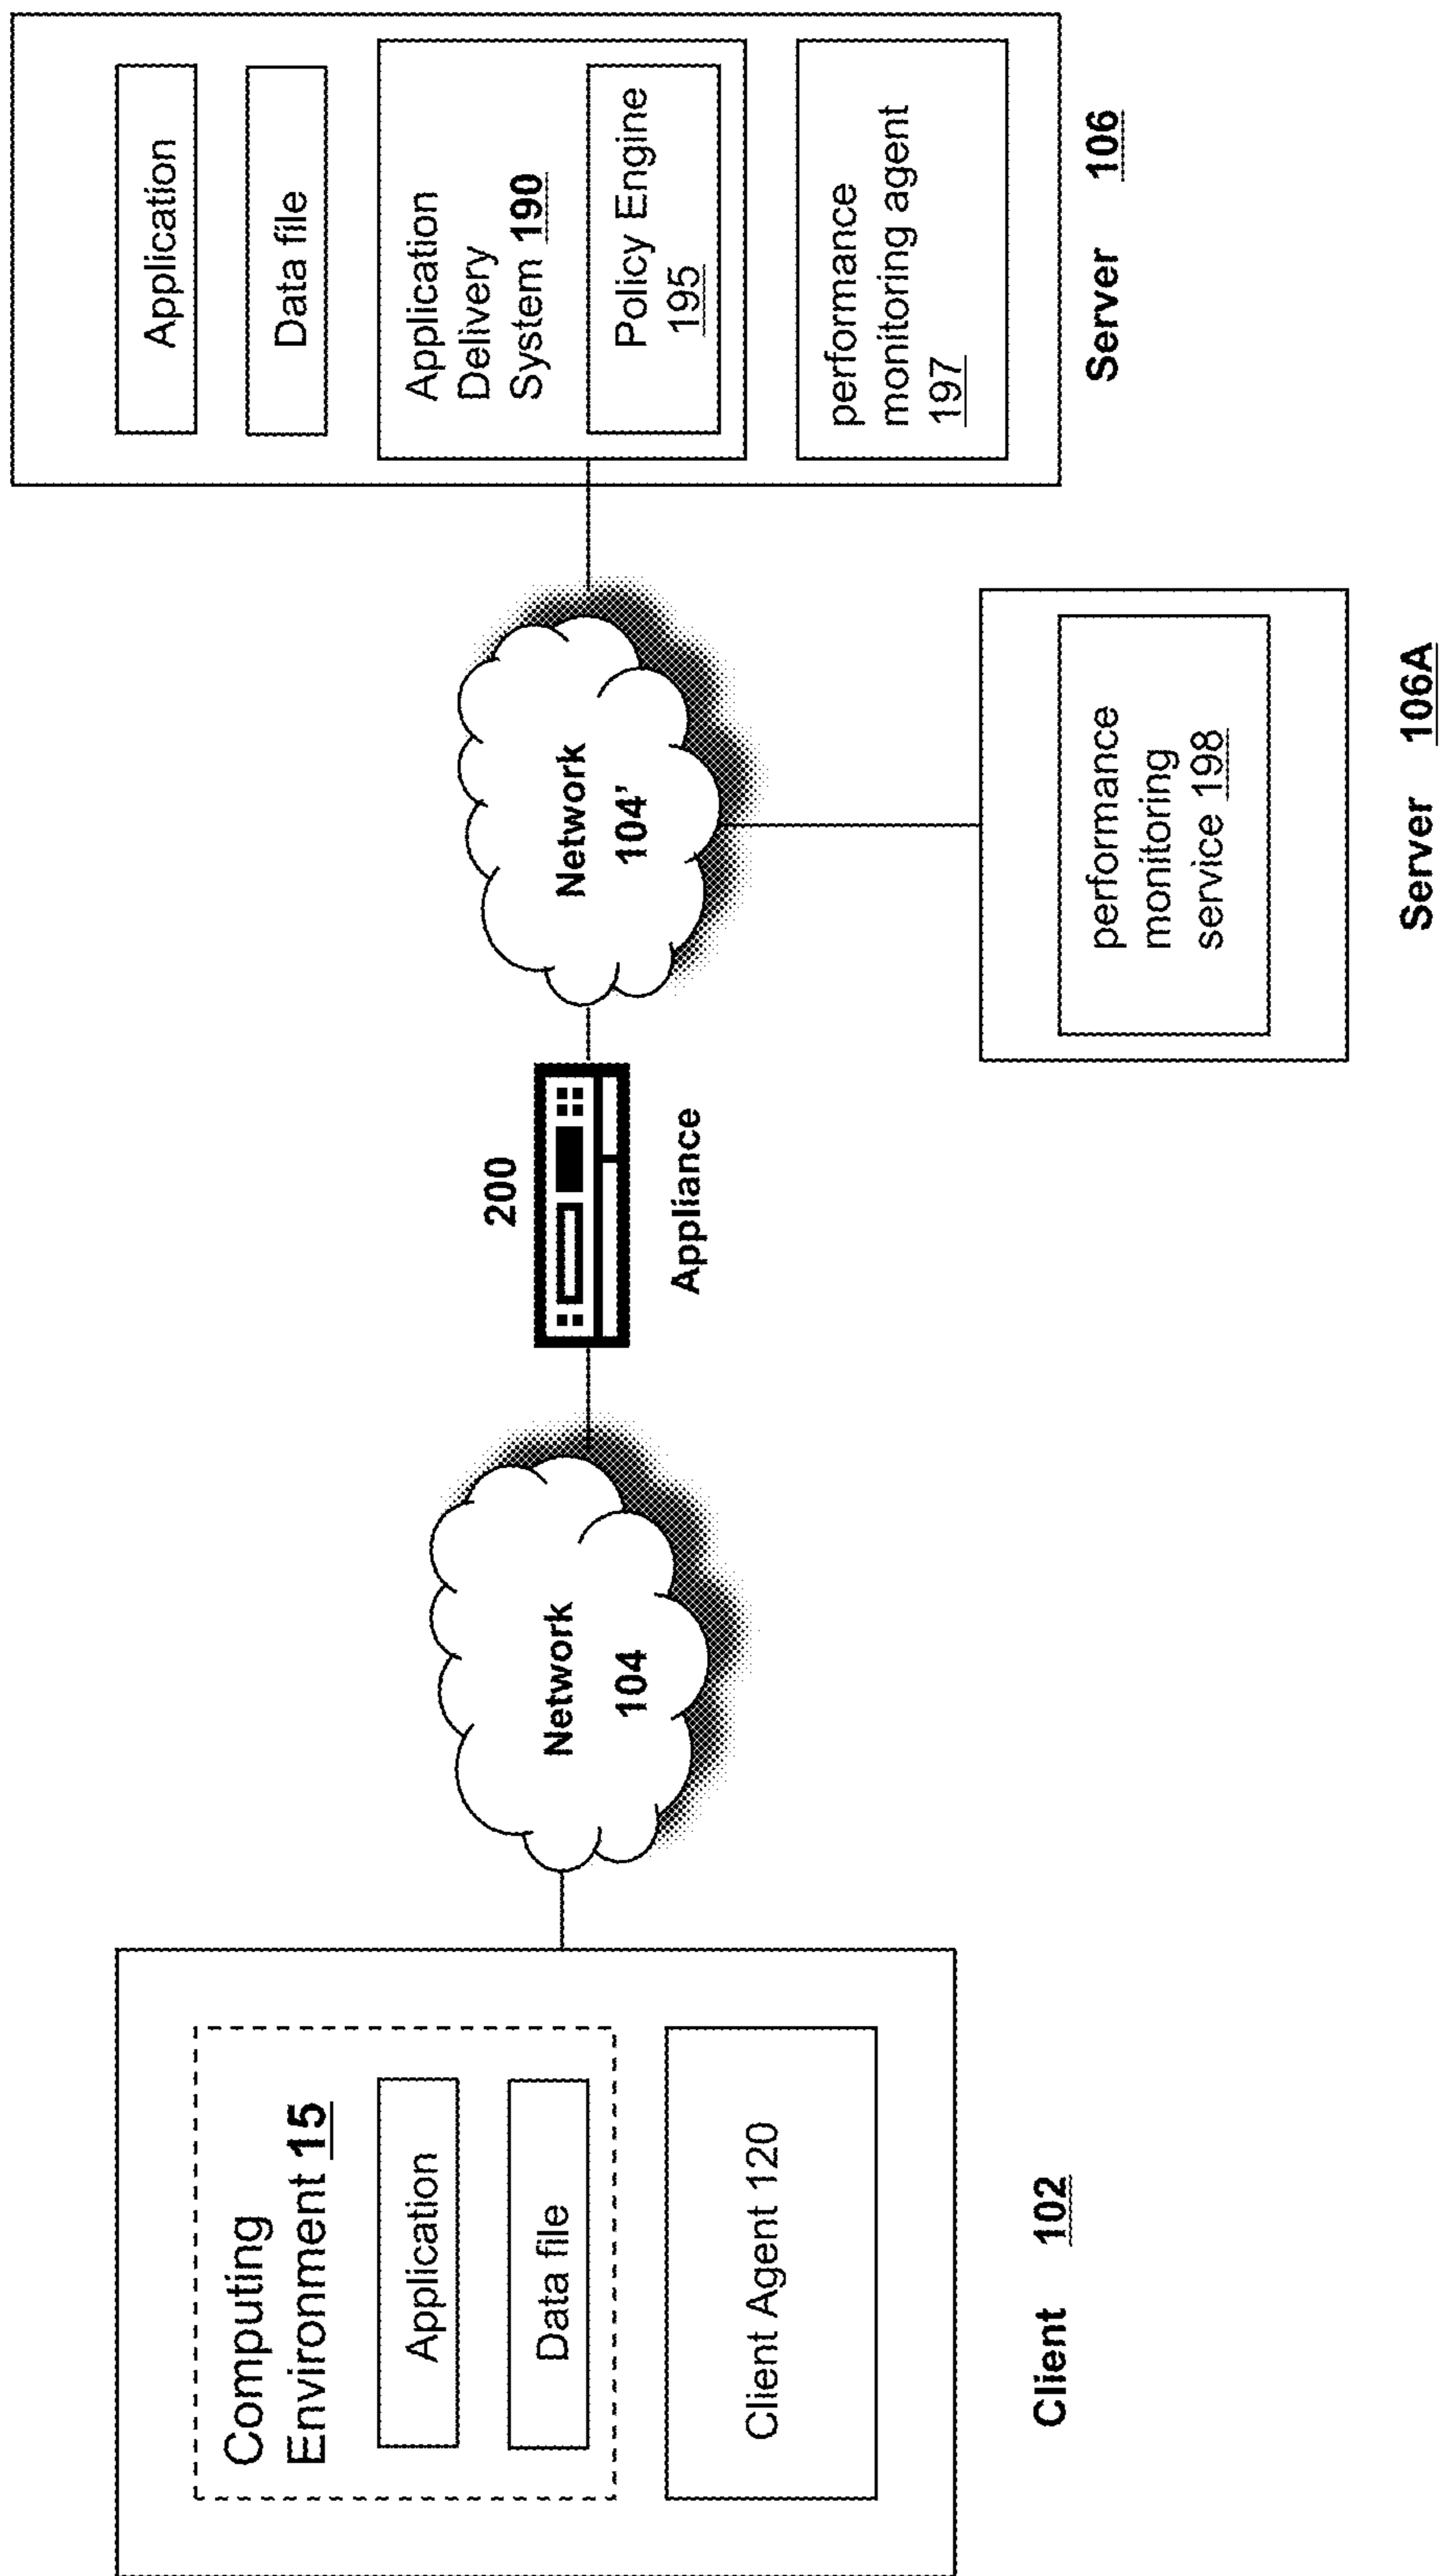 Computing
Environment 15
Application
Data file
Client Agent 120
Client 102
Network
104
200
Appliance
Network
104’
performance
monitoring
service 198
Server 106A
Application
Data file
Application
Delivery
System 190
Policy Engine
195
performance
monitoring agent
197
Server 106